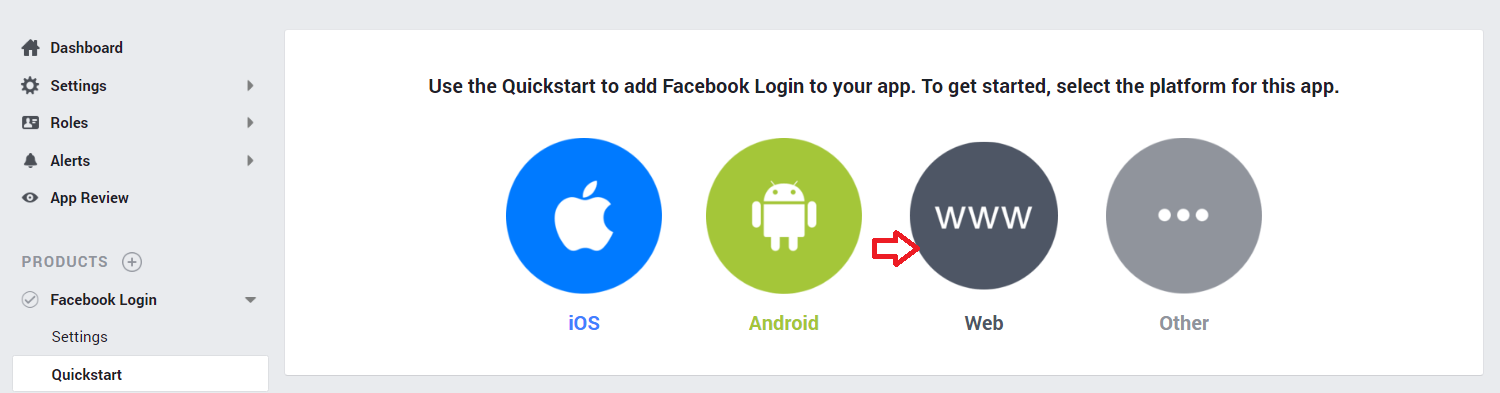 Dashboard
Settings
Roles
Alerts
App Review
PRODUCTS
Facebook Login
Settings
Quickstart
Use the Quickstart to add Facebook Login to your app. To get started, select the platform for this app.
WWW
iOS
Android
Web
Other